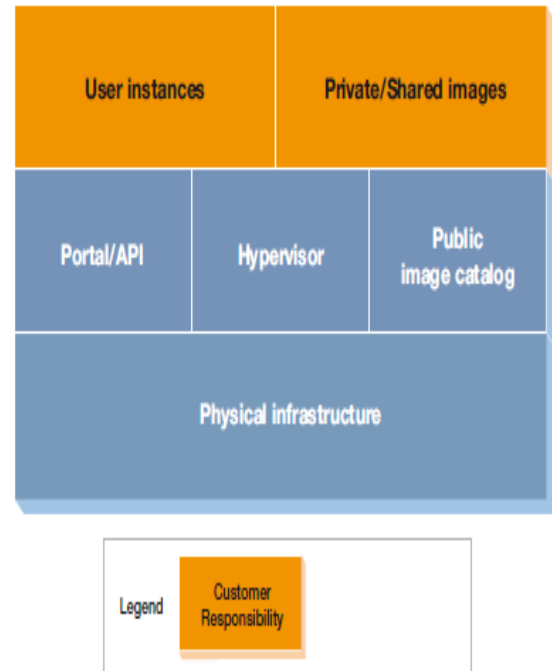 User instances
Private/Shared images
Portal/API
Hypervisor
Public
image catalog
Physical infrastructure
Legend
Customer
Responsibility